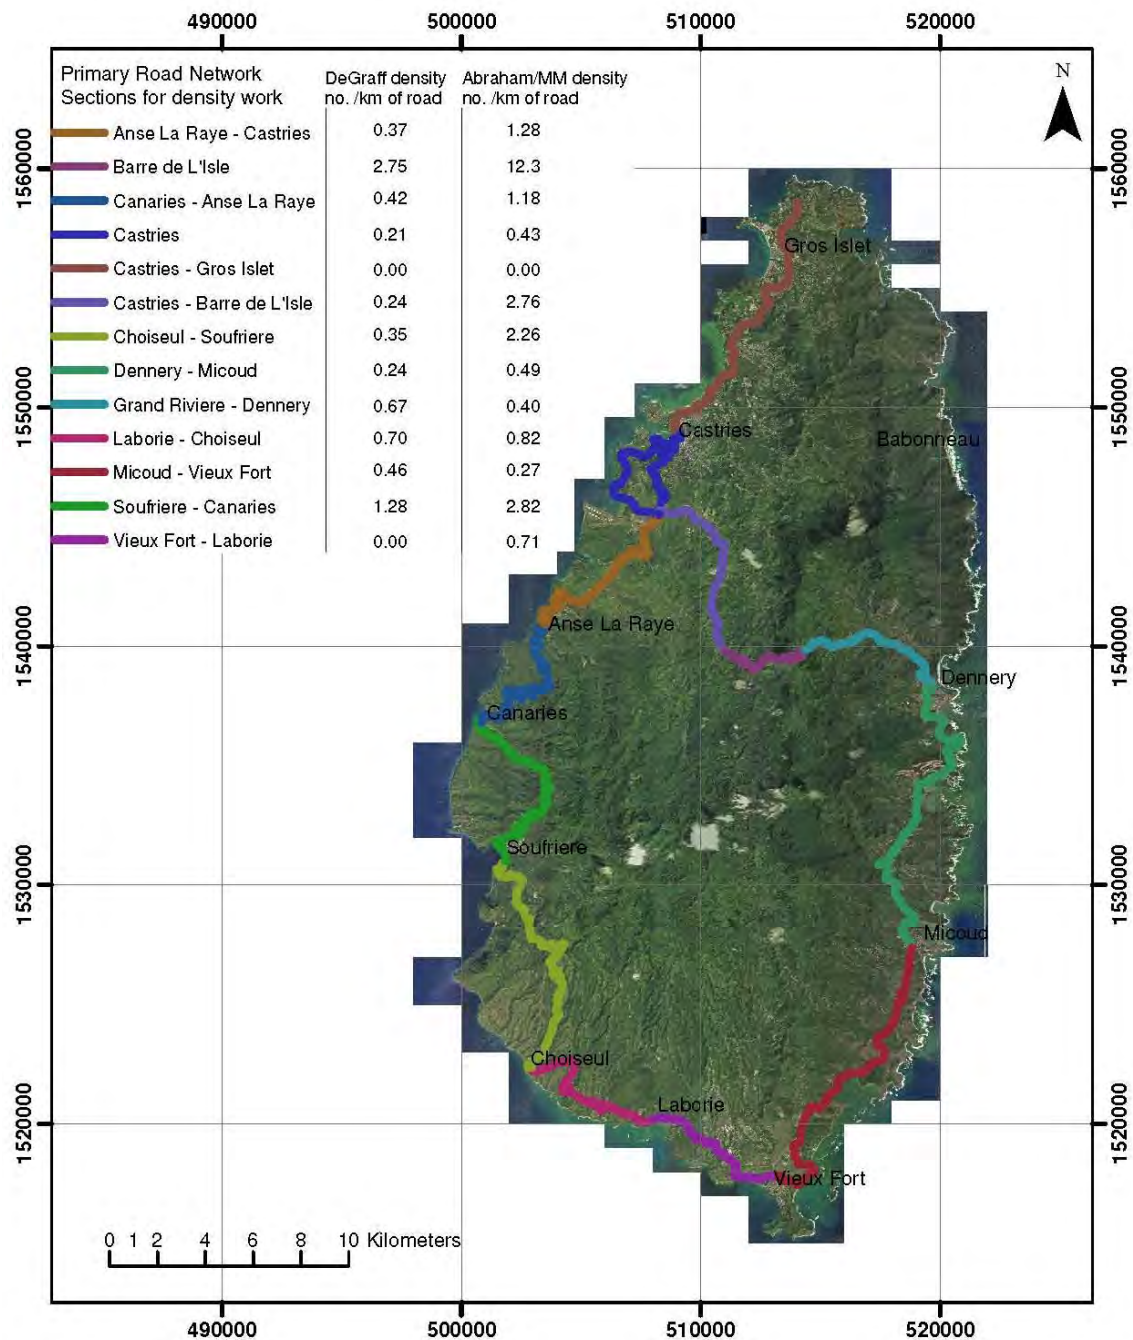 490000 500000 510000 520000
Primary Road Network
Sections for density work
DeGraff density
no. /km of road
Abraham/MM density
no. /km of road
N
Anse La Raye - Castries 0.37 1.28
Barre de L'Isle 2.75 12.3
Canaries - Anse La Raye 0.42 1.18
Castries 0.21 0.43
Castries - Gros Islet 0.00 0.00
Castries - Barre de L'Isle 0.24 2.76
Choiseul - Soufriere 0.35 2.26
Dennery - Micoud 0.24 0.49
Grand Riviere - Dennery 0.67 0.40
Laborie - Choiseul 0.70 0.82
Micoud - Vieux Fort 0.46 0.27
Soufriere - Canaries 1.28 2.82
Vieux Fort - Laborie 0.00 0.71
1560000 1560000
Gros Islet
1550000 1550000
Castries
Babonneau
Anse La Raye
1540000 1540000
Dennery
Canaries
Soufriere
1530000 1530000
Micoud
Choiseul
Laborie
1520000 1520000
Vieux Fort
0 1 2 4 6 8 10 Kilometers
490000 500000 510000 520000